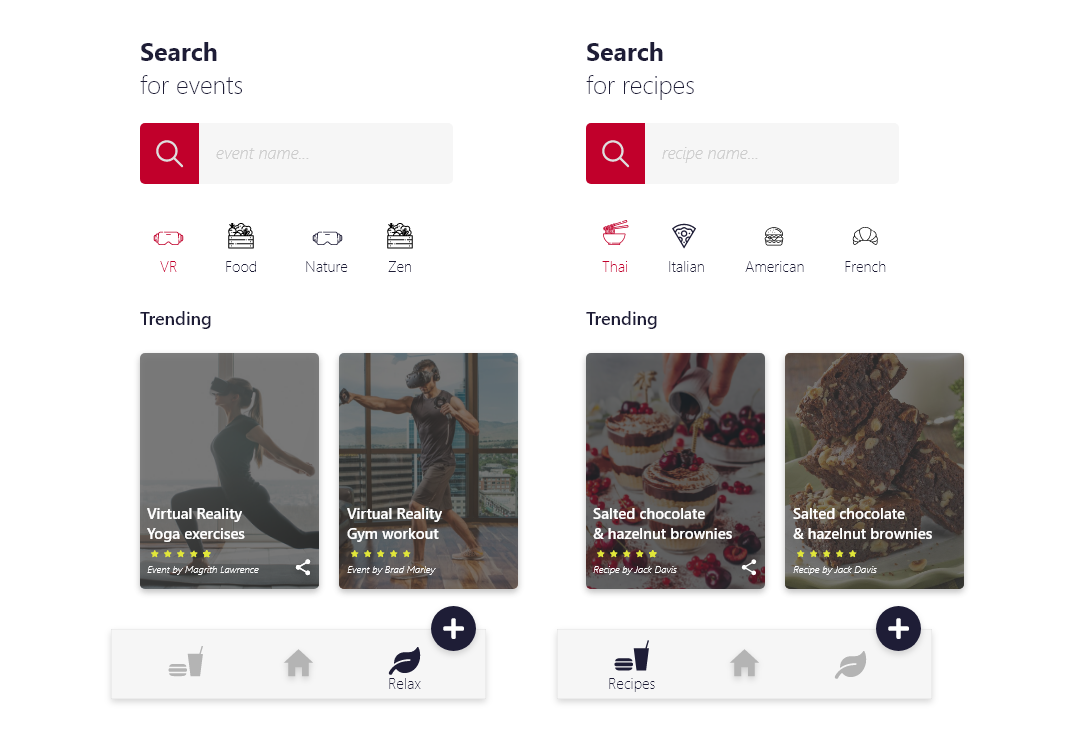 Search
for events
event name...
VR
Food
Nature
Zen
Trending
Virtual Reality
Yoga exercises
Event by Magrith Lawrence
Virtual Reality
Gym workout
Event by Brad Marley
Relax
Search
for recipes
recipe name...
Thai
Italian
American
French
Trending
Salted chocolate
& hazelnut brownies
Recipe by Jack Davis
Salted chocolate
& hazelnut brownies
Recipe by Jack Davis
Recipes